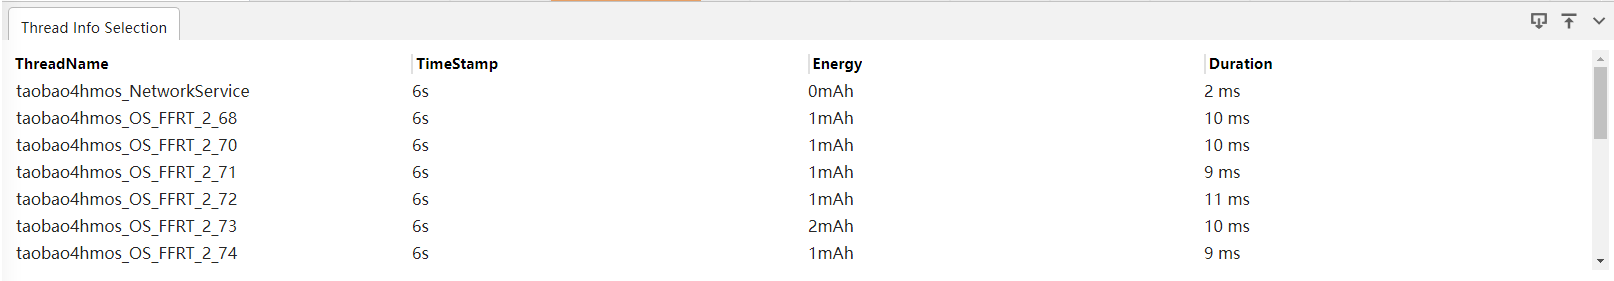 Thread Info Selection
ThreadName TimeStamp Energy Duration
taobao4hmos_NetworkService 6s 0mAh 2 ms
taobao4hmos_OS_FFRT_2_68 6s 1mAh 10 ms
taobao4hmos_OS_FFRT_2_70 6s 1mAh 10 ms
taobao4hmos_OS_FFRT_2_71 6s 1mAh 9 ms
taobao4hmos_OS_FFRT_2_72 6s 1mAh 11 ms
taobao4hmos_OS_FFRT_2_73 6s 2mAh 10 ms
taobao4hmos_OS_FFRT_2_74 6s 1mAh 9 ms